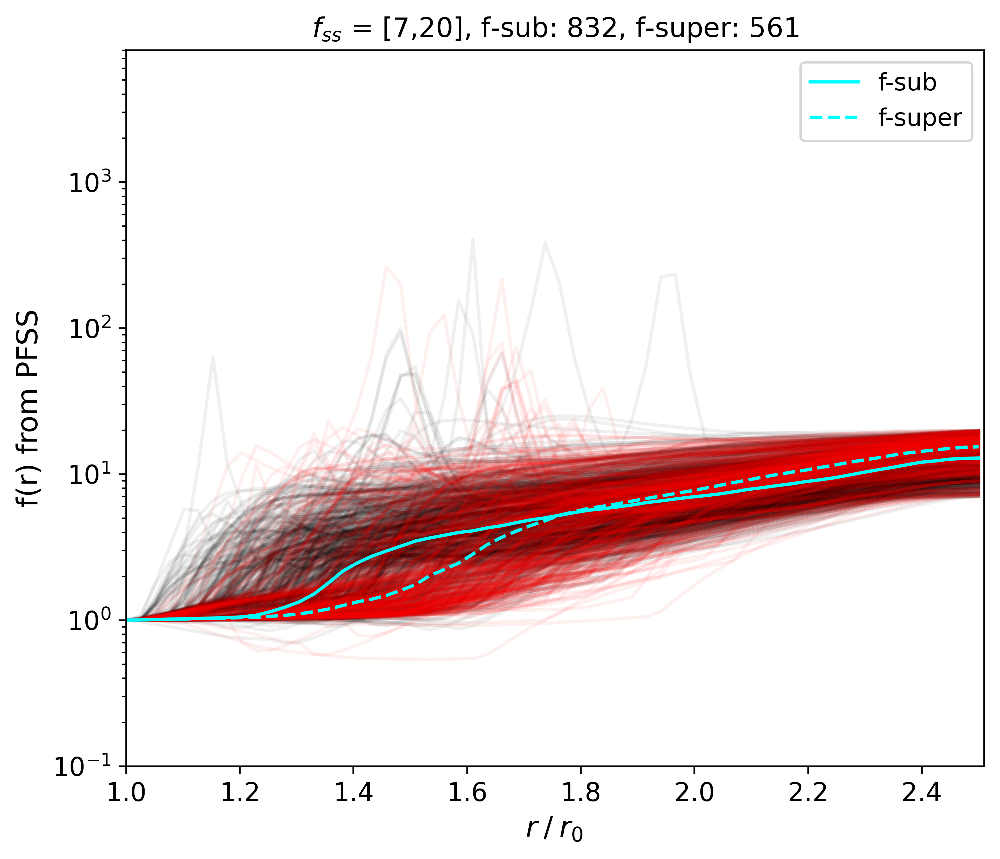 f_ss = [7,20], f-sub: 832, f-super: 561
f-sub
f-super
f(r) from PFSS
10^3
10^2
10^1
10^0
10^−1
1.0 1.2 1.4 1.6 1.8 2.0 2.2 2.4
r / r_0